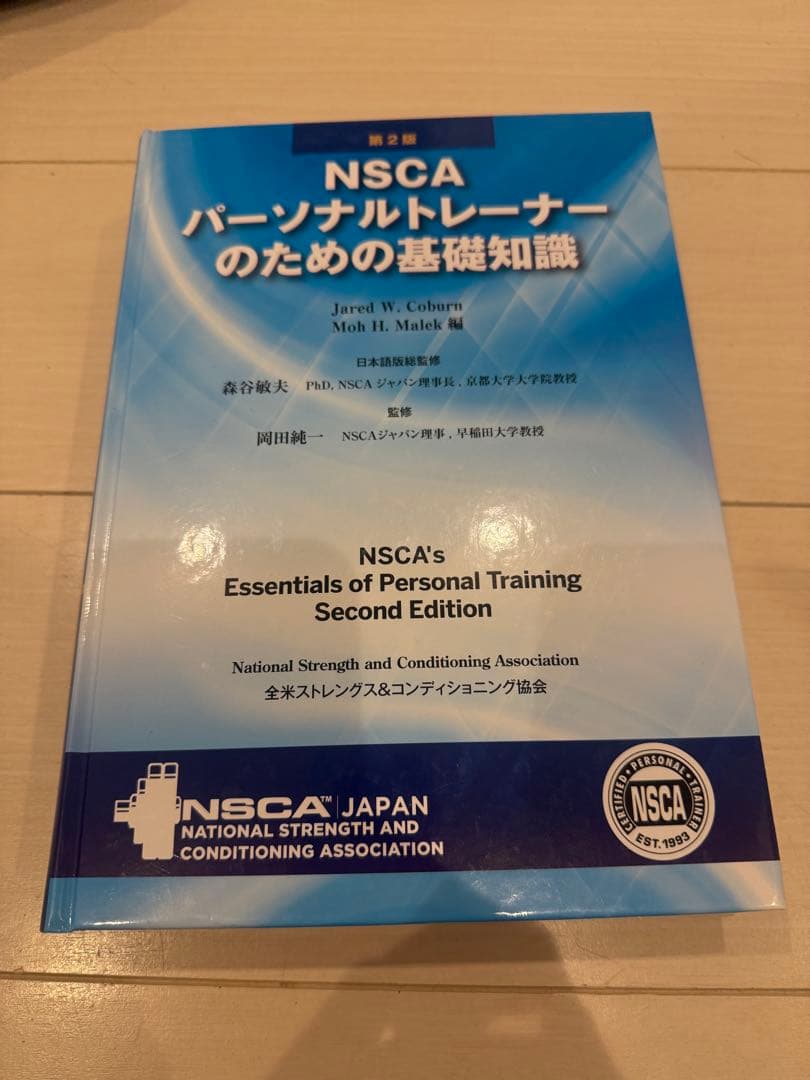 第2版
NSCA
パーソナルトレーナー
のための基礎知識
Jared W. Coburn
Moh H. Malek 編
日本語版総監修
森谷敏夫 PhD, NSCA ジャパン理事長, 京都大学大学院教授
監修
岡田純一 NSCAジャパン理事, 早稲田大学教授
NSCA's
Essentials of Personal Training
Second Edition
National Strength and Conditioning Association
全米ストレングス&コンディショニング協会
NSCA™ JAPAN
NATIONAL STRENGTH AND
CONDITIONING ASSOCIATION
CERTIFIED • PERSONAL • TRAINER
NSCA
EST. 1993